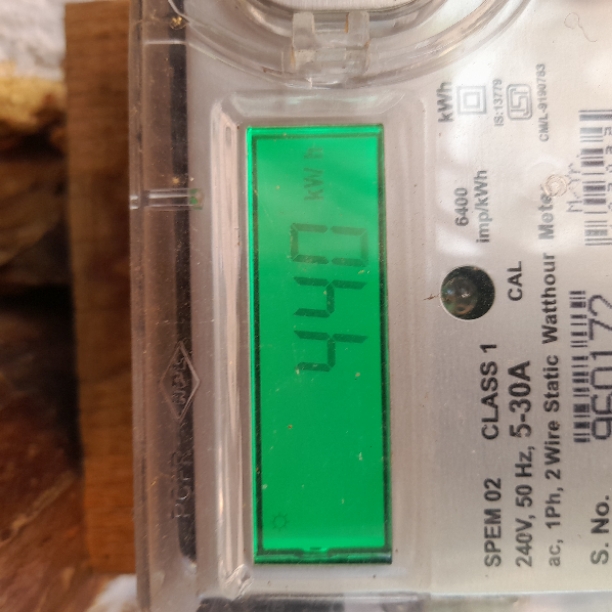 440 kWh
SPEM 02 CLASS 1
CAL
6400
imp/kWh
kWh
240V, 50 Hz, 5-30A
IS:13779
ac, 1Ph, 2 Wire Static Watthour Meter
CM/L-9190783
S. No. 960172